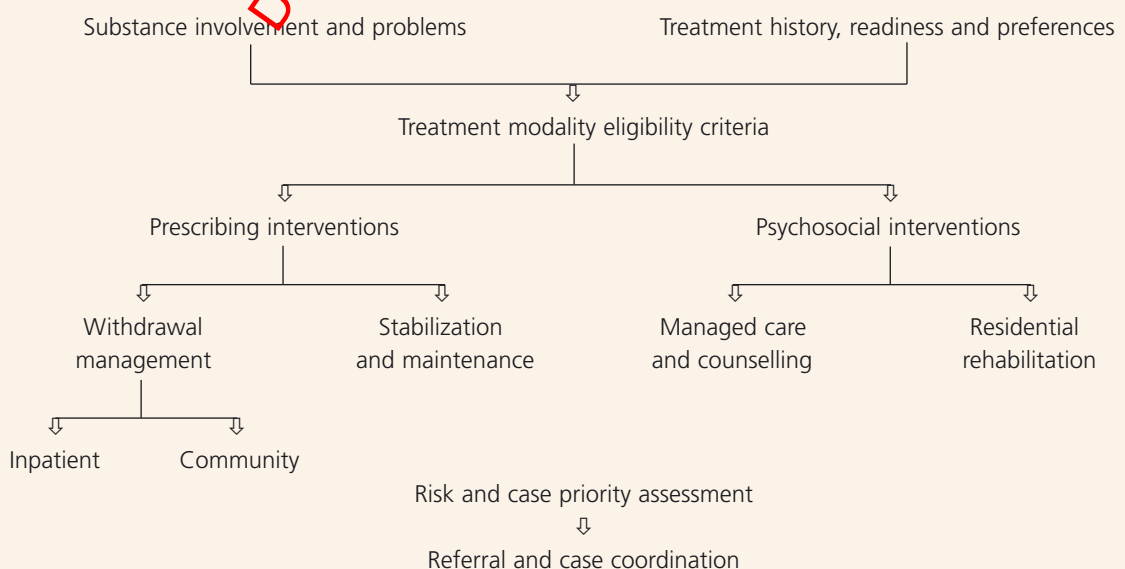 Substance involvement and problems
Treatment history, readiness and preferences
Treatment modality eligibility criteria
Prescribing interventions
Psychosocial interventions
Withdrawal
management
Stabilization
and maintenance
Managed care
and counselling
Residential
rehabilitation
Inpatient
Community
Risk and case priority assessment
Referral and case coordination